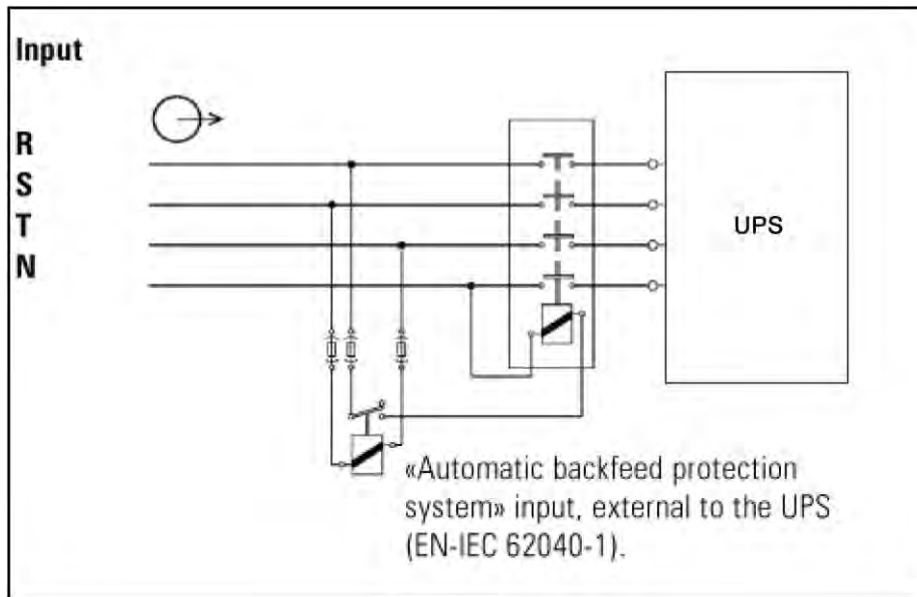 Input
R
S
T
N
UPS
«Automatic backfeed protection
system» input, external to the UPS
(EN-IEC 62040-1).